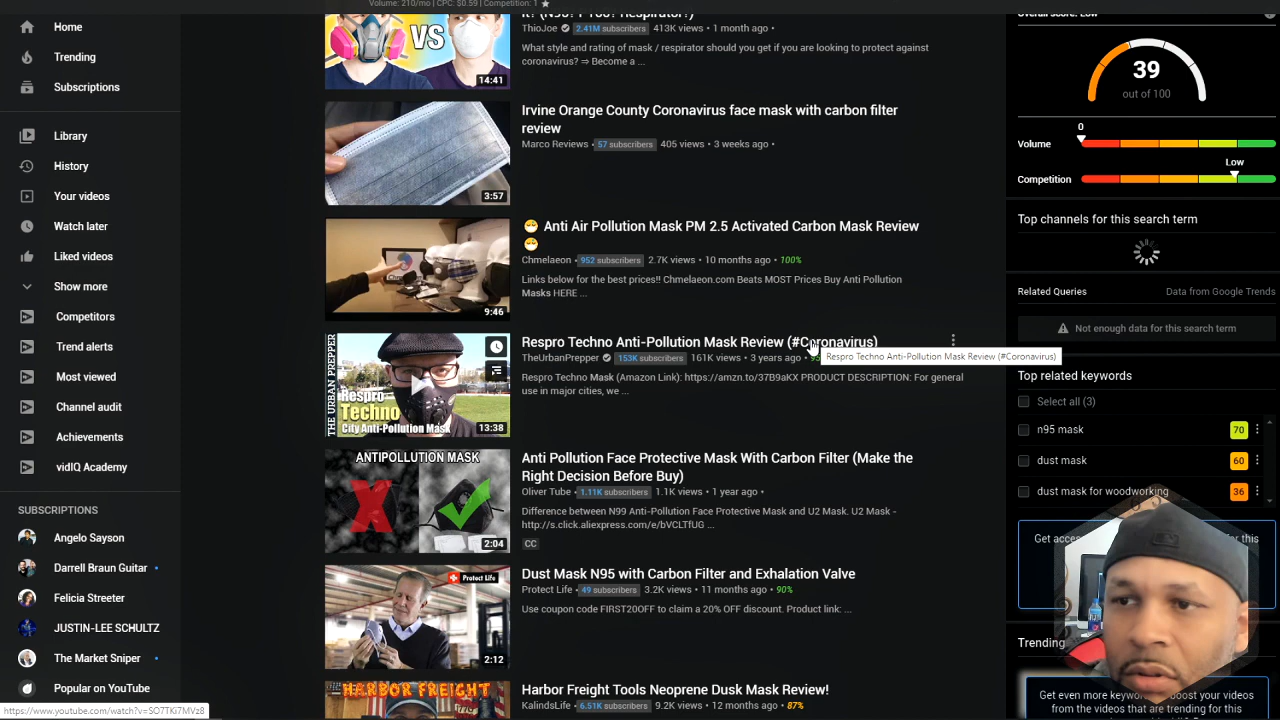 Volume: 210/mo | CPC: $0.59 | Competition: 1 ★
Home
Trending
Subscriptions
Library
History
Your videos
Watch later
Liked videos
Show more
Competitors
Trend alerts
Most viewed
Channel audit
Achievements
vidIQ Academy
SUBSCRIPTIONS
Angelo Sayson
Darrell Braun Guitar
Felicia Streeter
JUSTIN-LEE SCHULTZ
The Market Sniper
Popular on YouTube
https://www.youtube.com/watch?v=SO7TKi7MVz8
VS
14:41
ThioJoe 2.41M subscribers 413K views • 1 month ago •
What style and rating of mask / respirator should you get if you are looking to protect against
coronavirus? ⇒ Become a ...
3:57
Irvine Orange County Coronavirus face mask with carbon filter
review
Marco Reviews • 57 subscribers 405 views • 3 weeks ago •
9:46
😷 Anti Air Pollution Mask PM 2.5 Activated Carbon Mask Review
😷
Chmelaeon • 952 subscribers 2.7K views • 10 months ago • 100%
Links below for the best prices!! Chmelaeon.com Beats MOST Prices Buy Anti Pollution
Masks HERE ...
THE URBAN PREPPER
Respro
Techno
City Anti-Pollution Mask
13:38
Respro Techno Anti-Pollution Mask Review (#Coronavirus)
TheUrbanPrepper 153K subscribers 161K views • 3 years ago •
Respro Techno Anti-Pollution Mask Review (#Coronavirus)
Respro Techno Mask (Amazon Link): https://amzn.to/37B9aKX PRODUCT DESCRIPTION: For general
use in major cities, we ...
ANTIPOLLUTION MASK
2:04
Anti Pollution Face Protective Mask With Carbon Filter (Make the
Right Decision Before Buy)
Oliver Tube • 1.11K subscribers 1.1K views • 1 year ago •
Difference between N99 Anti-Pollution Face Protective Mask and U2 Mask. U2 Mask -
http://s.click.aliexpress.com/e/bVCLTfUG ...
CC
Protect Life
2:12
Dust Mask N95 with Carbon Filter and Exhalation Valve
Protect Life • 49 subscribers 3.2K views • 11 months ago • 90%
Use coupon code FIRST20OFF to claim a 20% OFF discount. Product link: ...
HARBOR FREIGHT
Harbor Freight Tools Neoprene Dusk Mask Review!
KalindsLife • 6.51K subscribers 9.2K views • 12 months ago • 87%
Overall score: Low
39
out of 100
0
Volume
Low
Competition
Top channels for this search term
Related Queries Data from Google Trends
Not enough data for this search term
Top related keywords
Select all (3)
n95 mask 70
dust mask 60
dust mask for woodworking 36
Trending
Get even more